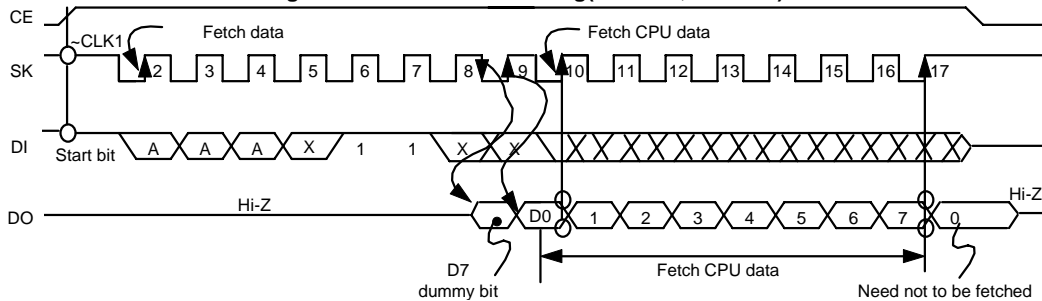 CE
~CLK1
Fetch data
Fetch CPU data
SK
2 3 4 5 6 7 8 9 10 11 12 13 14 15 16 17
DI
Start bit
A A A X 1 1 X X
Hi-Z
Hi-Z
DO
D0 1 2 3 4 5 6 7 0
D7
dummy bit
Fetch CPU data
Need not to be fetched